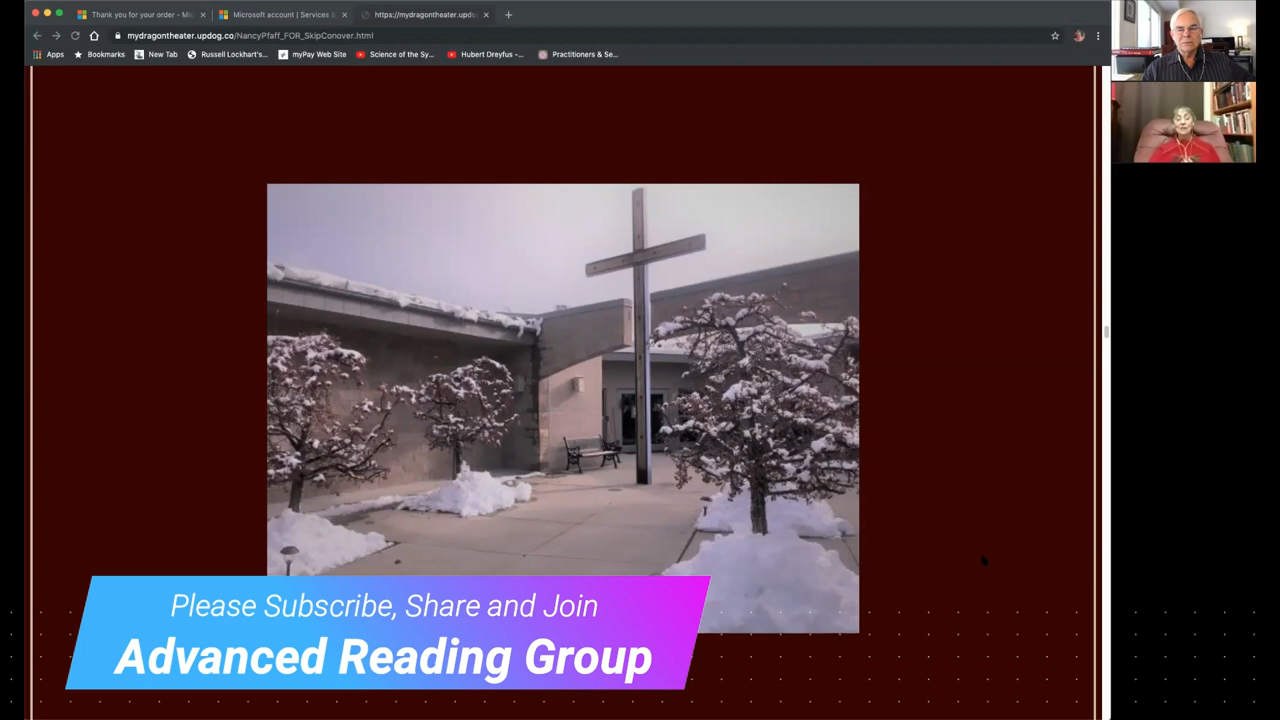 Thank you for your order - Mic
Microsoft account | Services &
https://mydragontheater.updo
mydragontheater.updog.co/NancyPfaff_FOR_SkipConover.html
Apps
Bookmarks
New Tab
Russell Lockhart's...
myPay Web Site
Science of the Sy...
Hubert Dreyfus -...
Practitioners & Se...
Please Subscribe, Share and Join
Advanced Reading Group